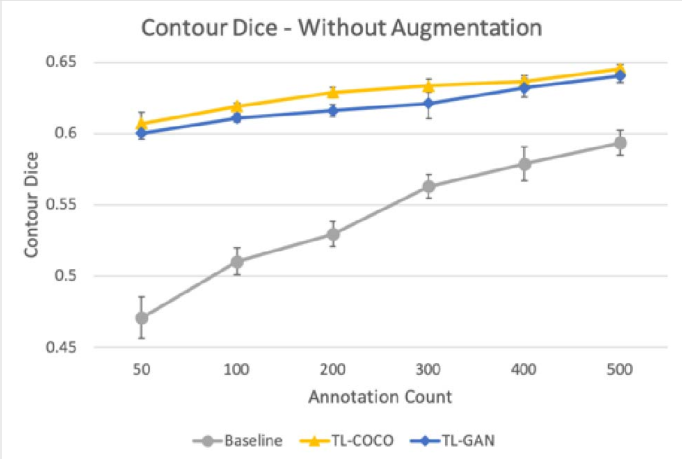 Contour Dice - Without Augmentation
0.65
0.6
0.55
0.5
0.45
Contour Dice
50 100 200 300 400 500
Annotation Count
Baseline TL-COCO TL-GAN